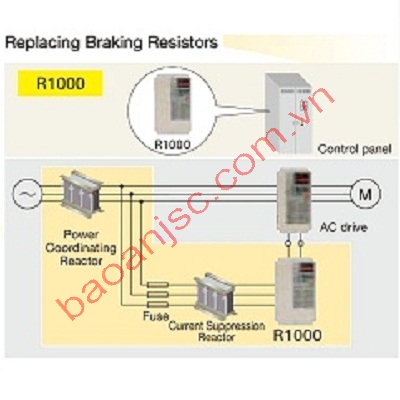 Replacing Braking Resistors
R1000
R1000
Control panel
M
AC drive
Power
Coordinating
Reactor
Fuse
Current Suppression
Reactor
R1000
baoanjsc.com.vn